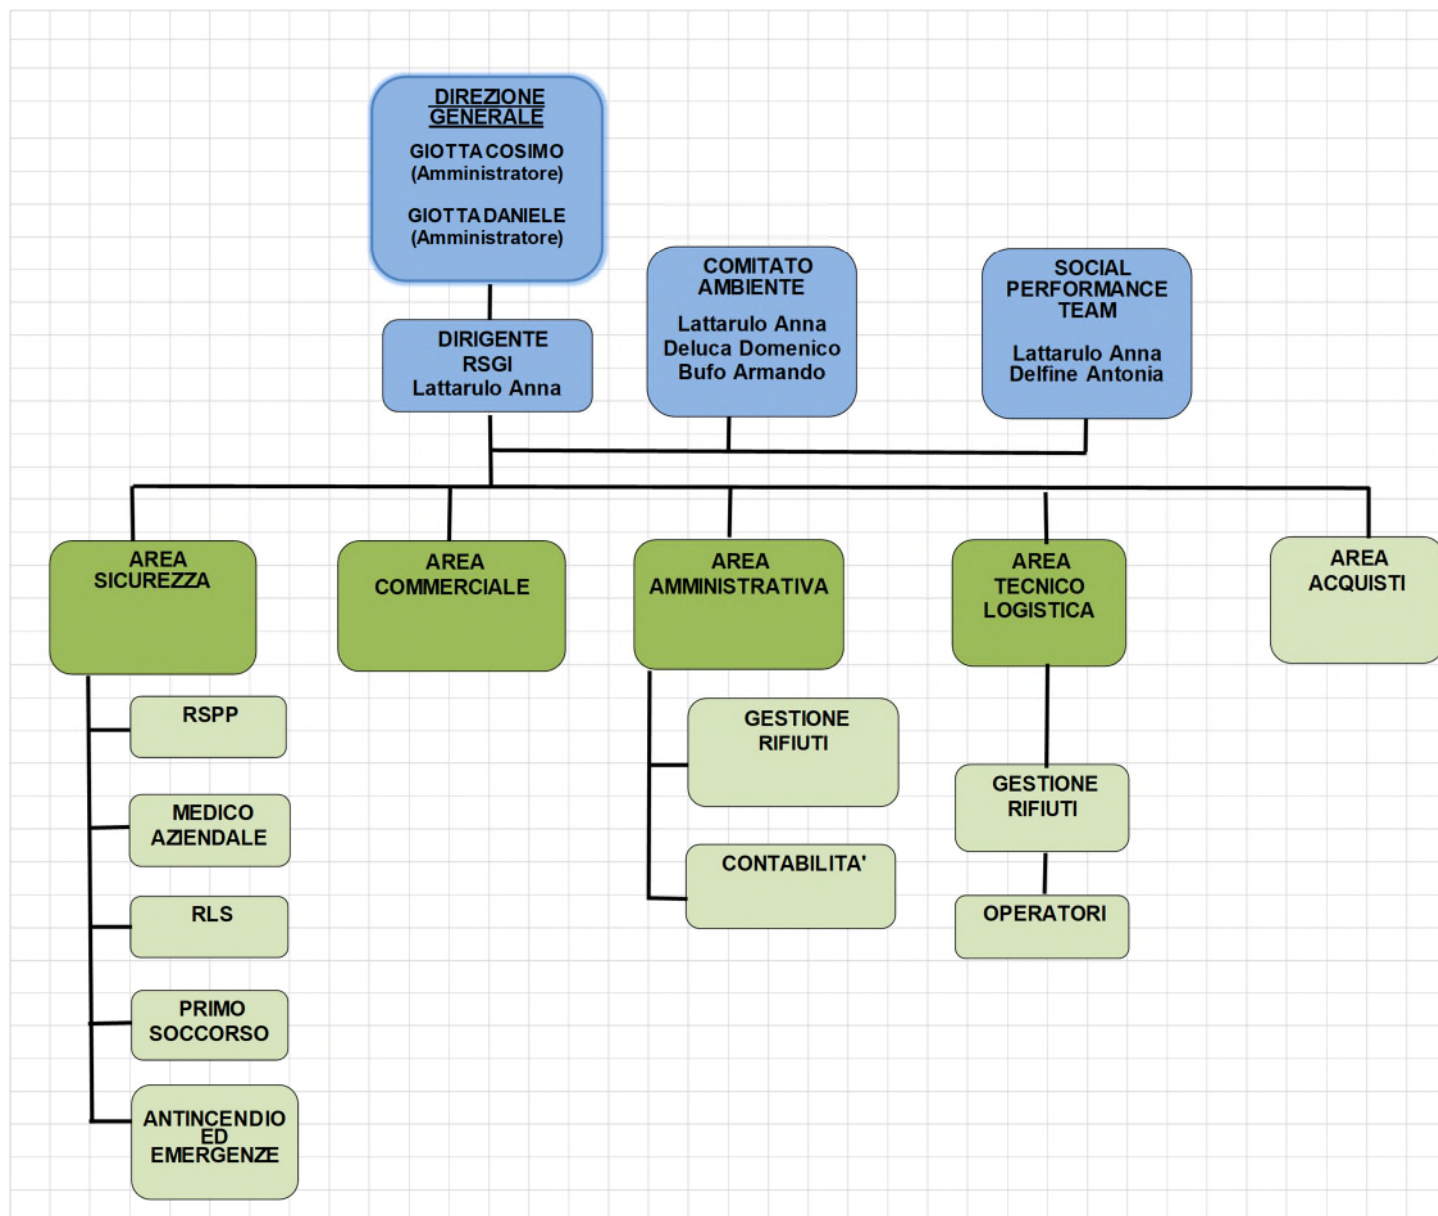 DIREZIONE
GENERALE
GIOTTA COSIMO
(Amministratore)
GIOTTA DANIELE
(Amministratore)
DIRIGENTE
RSGI
Lattarulo Anna
COMITATO
AMBIENTE
Lattarulo Anna
Deluca Domenico
Bufo Armando
SOCIAL
PERFORMANCE
TEAM
Lattarulo Anna
Delfine Antonia
AREA
SICUREZZA
AREA
COMMERCIALE
AREA
AMMINISTRATIVA
AREA
TECNICO
LOGISTICA
AREA
ACQUISTI
RSPP
MEDICO
AZIENDALE
RLS
PRIMO
SOCCORSO
ANTINCENDIO
ED
EMERGENZE
GESTIONE
RIFIUTI
CONTABILITA'
GESTIONE
RIFIUTI
OPERATORI